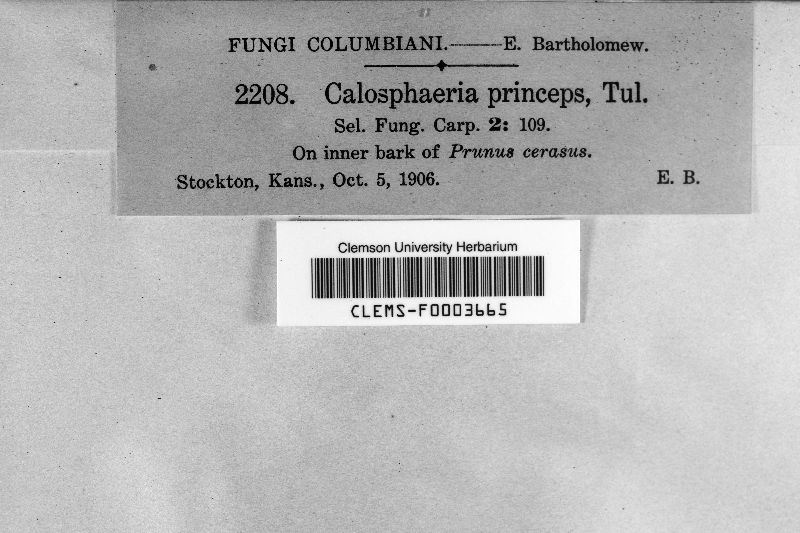 FUNGI COLUMBIANI.——E. Bartholomew.
2208. Calosphaeria princeps, Tul.
Sel. Fung. Carp. 2: 109.
On inner bark of Prunus cerasus.
Stockton, Kans., Oct. 5, 1906. E. B.
Clemson University Herbarium
CLEMS-F0003665